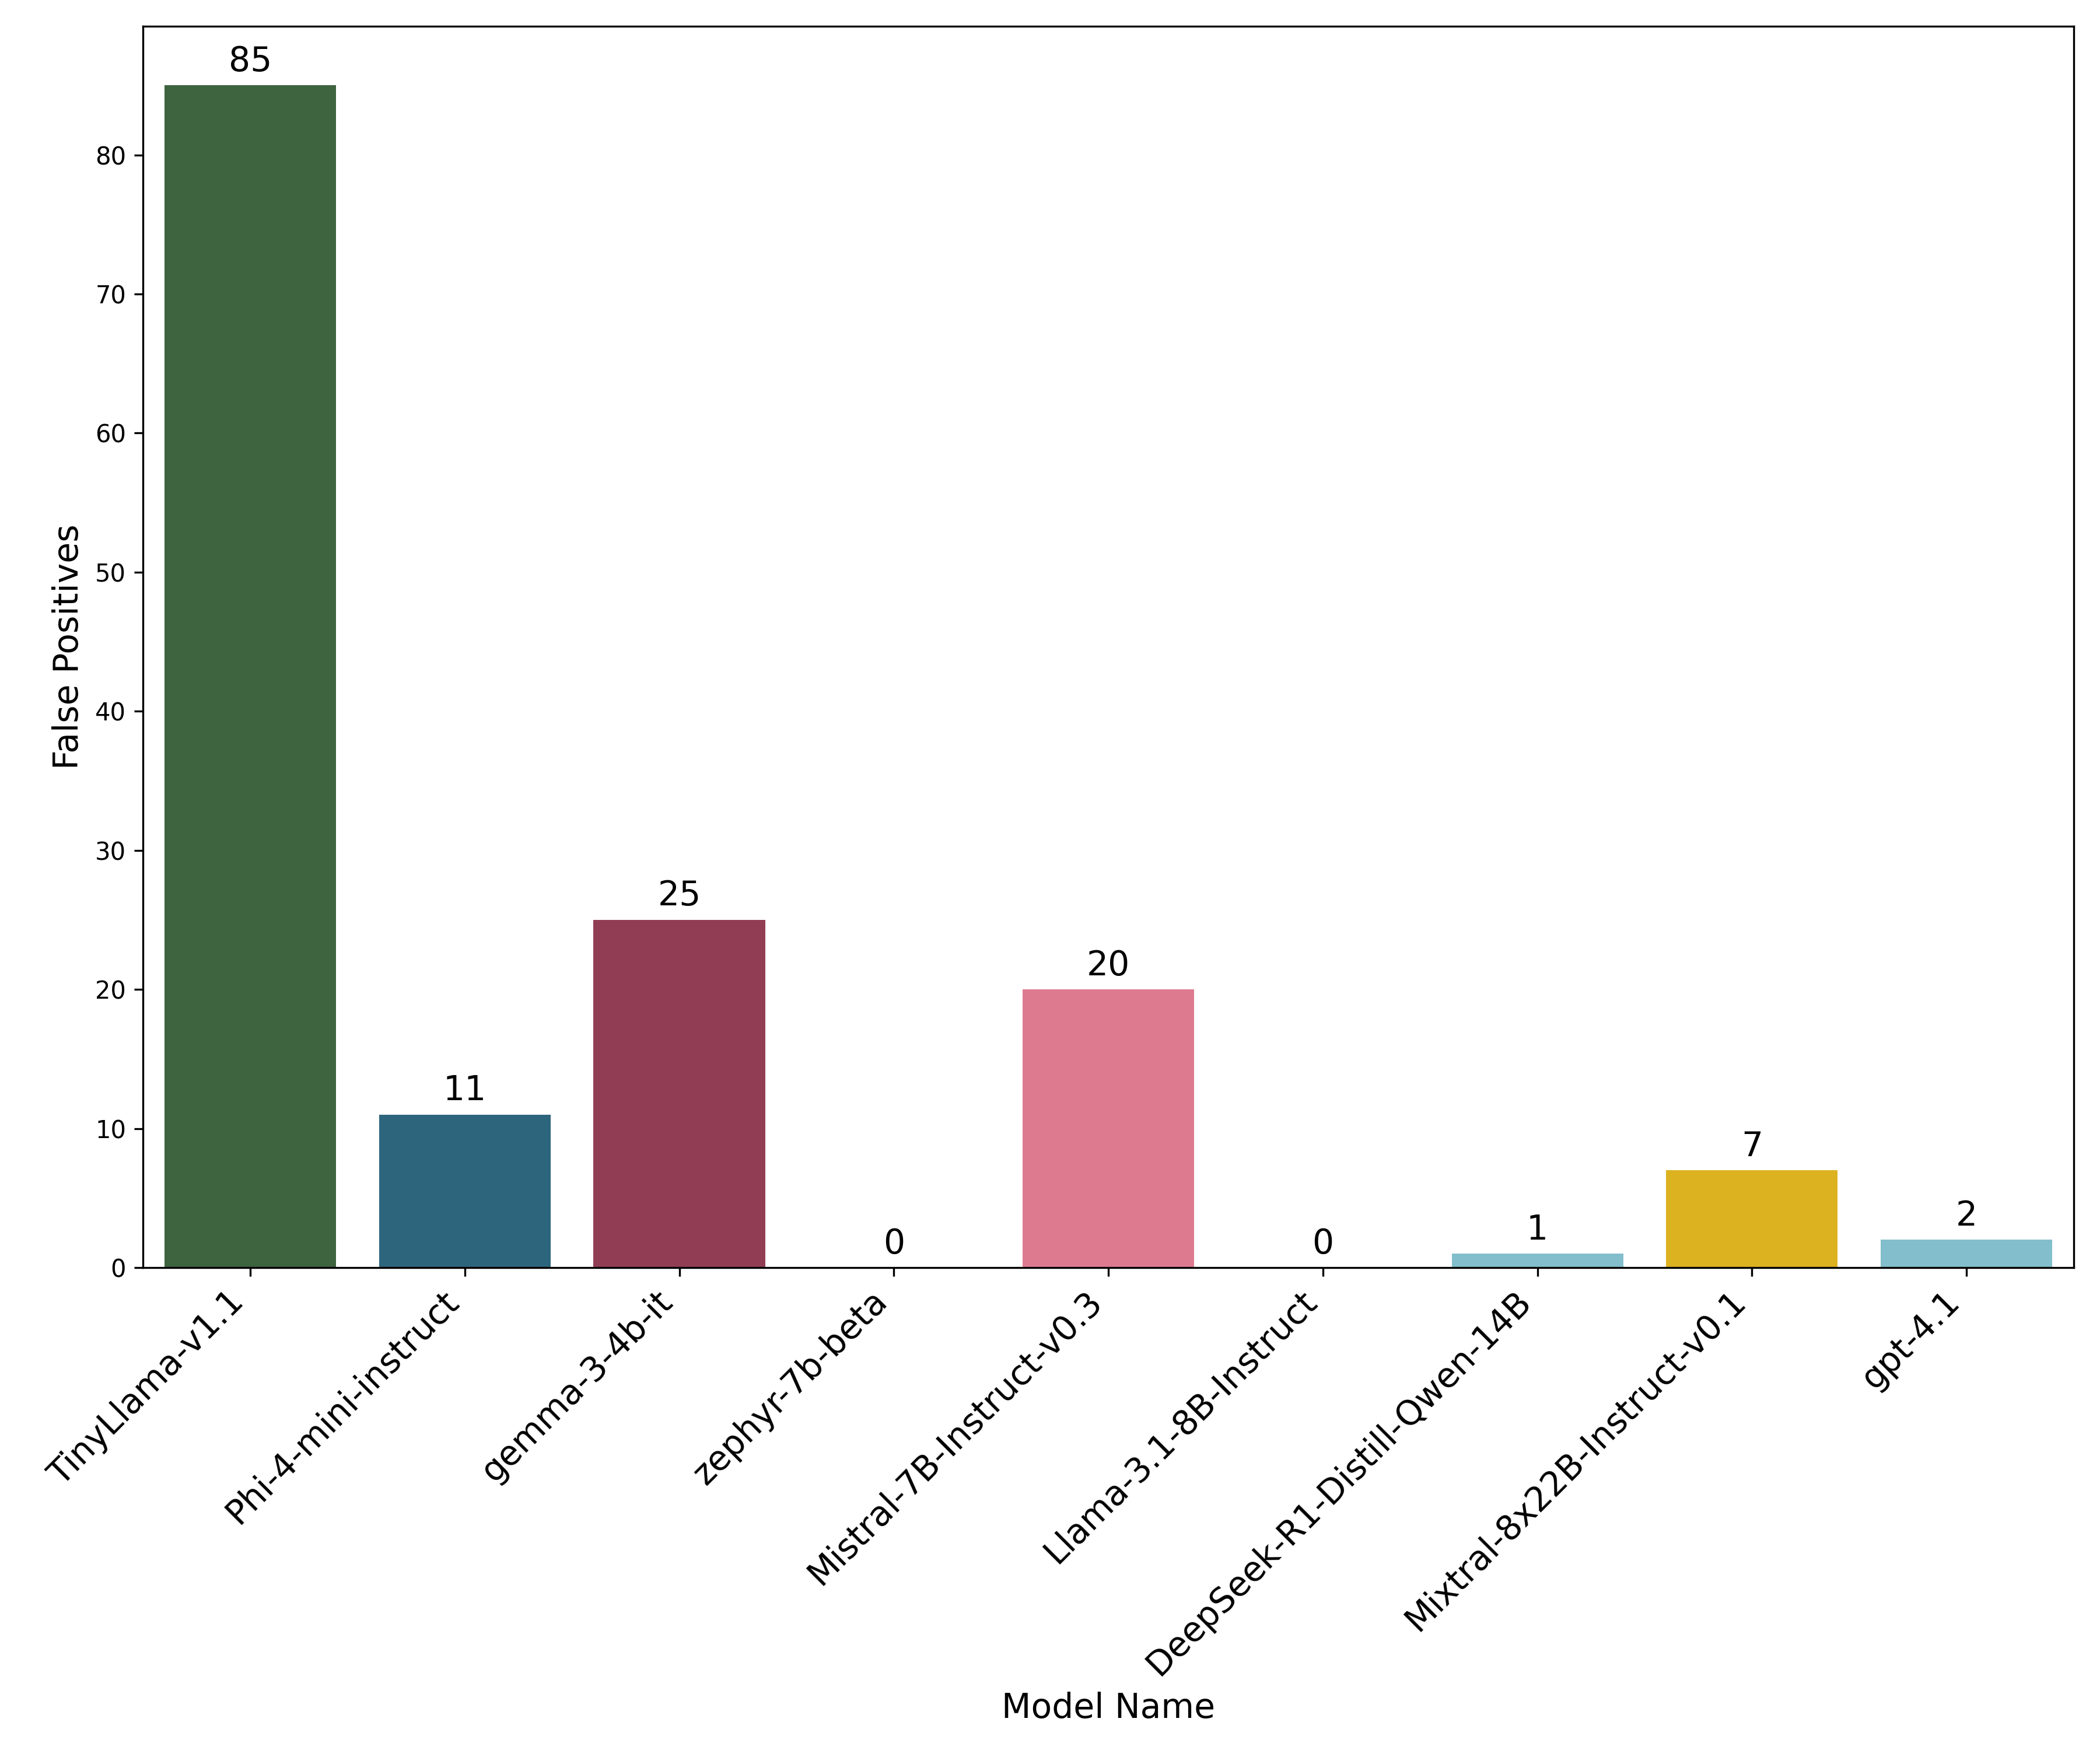 85
80
70
60
50
40
30
20
10
0
False Positives
11
25
0
20
0
1
7
2
TinyLlama-v1.1
Phi-4-mini-instruct
gemma-3-4b-it
zephyr-7b-beta
Mistral-7B-Instruct-v0.3
Llama-3.1-8B-Instruct
DeepSeek-R1-Distill-Qwen-14B
Mixtral-8x22B-Instruct-v0.1
gpt-4.1
Model Name